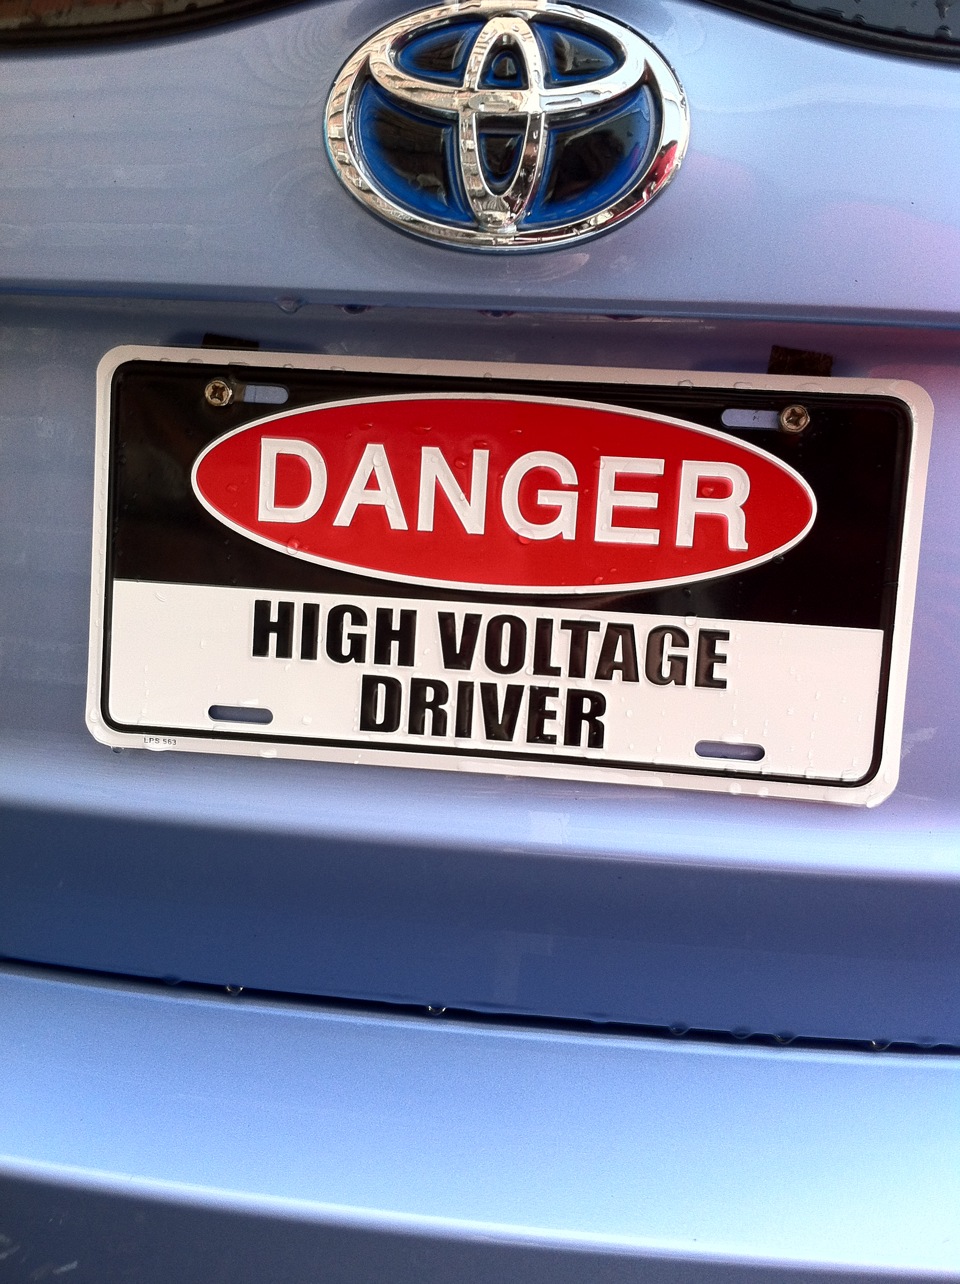 DANGER
HIGH VOLTAGE
DRIVER
LPS 563